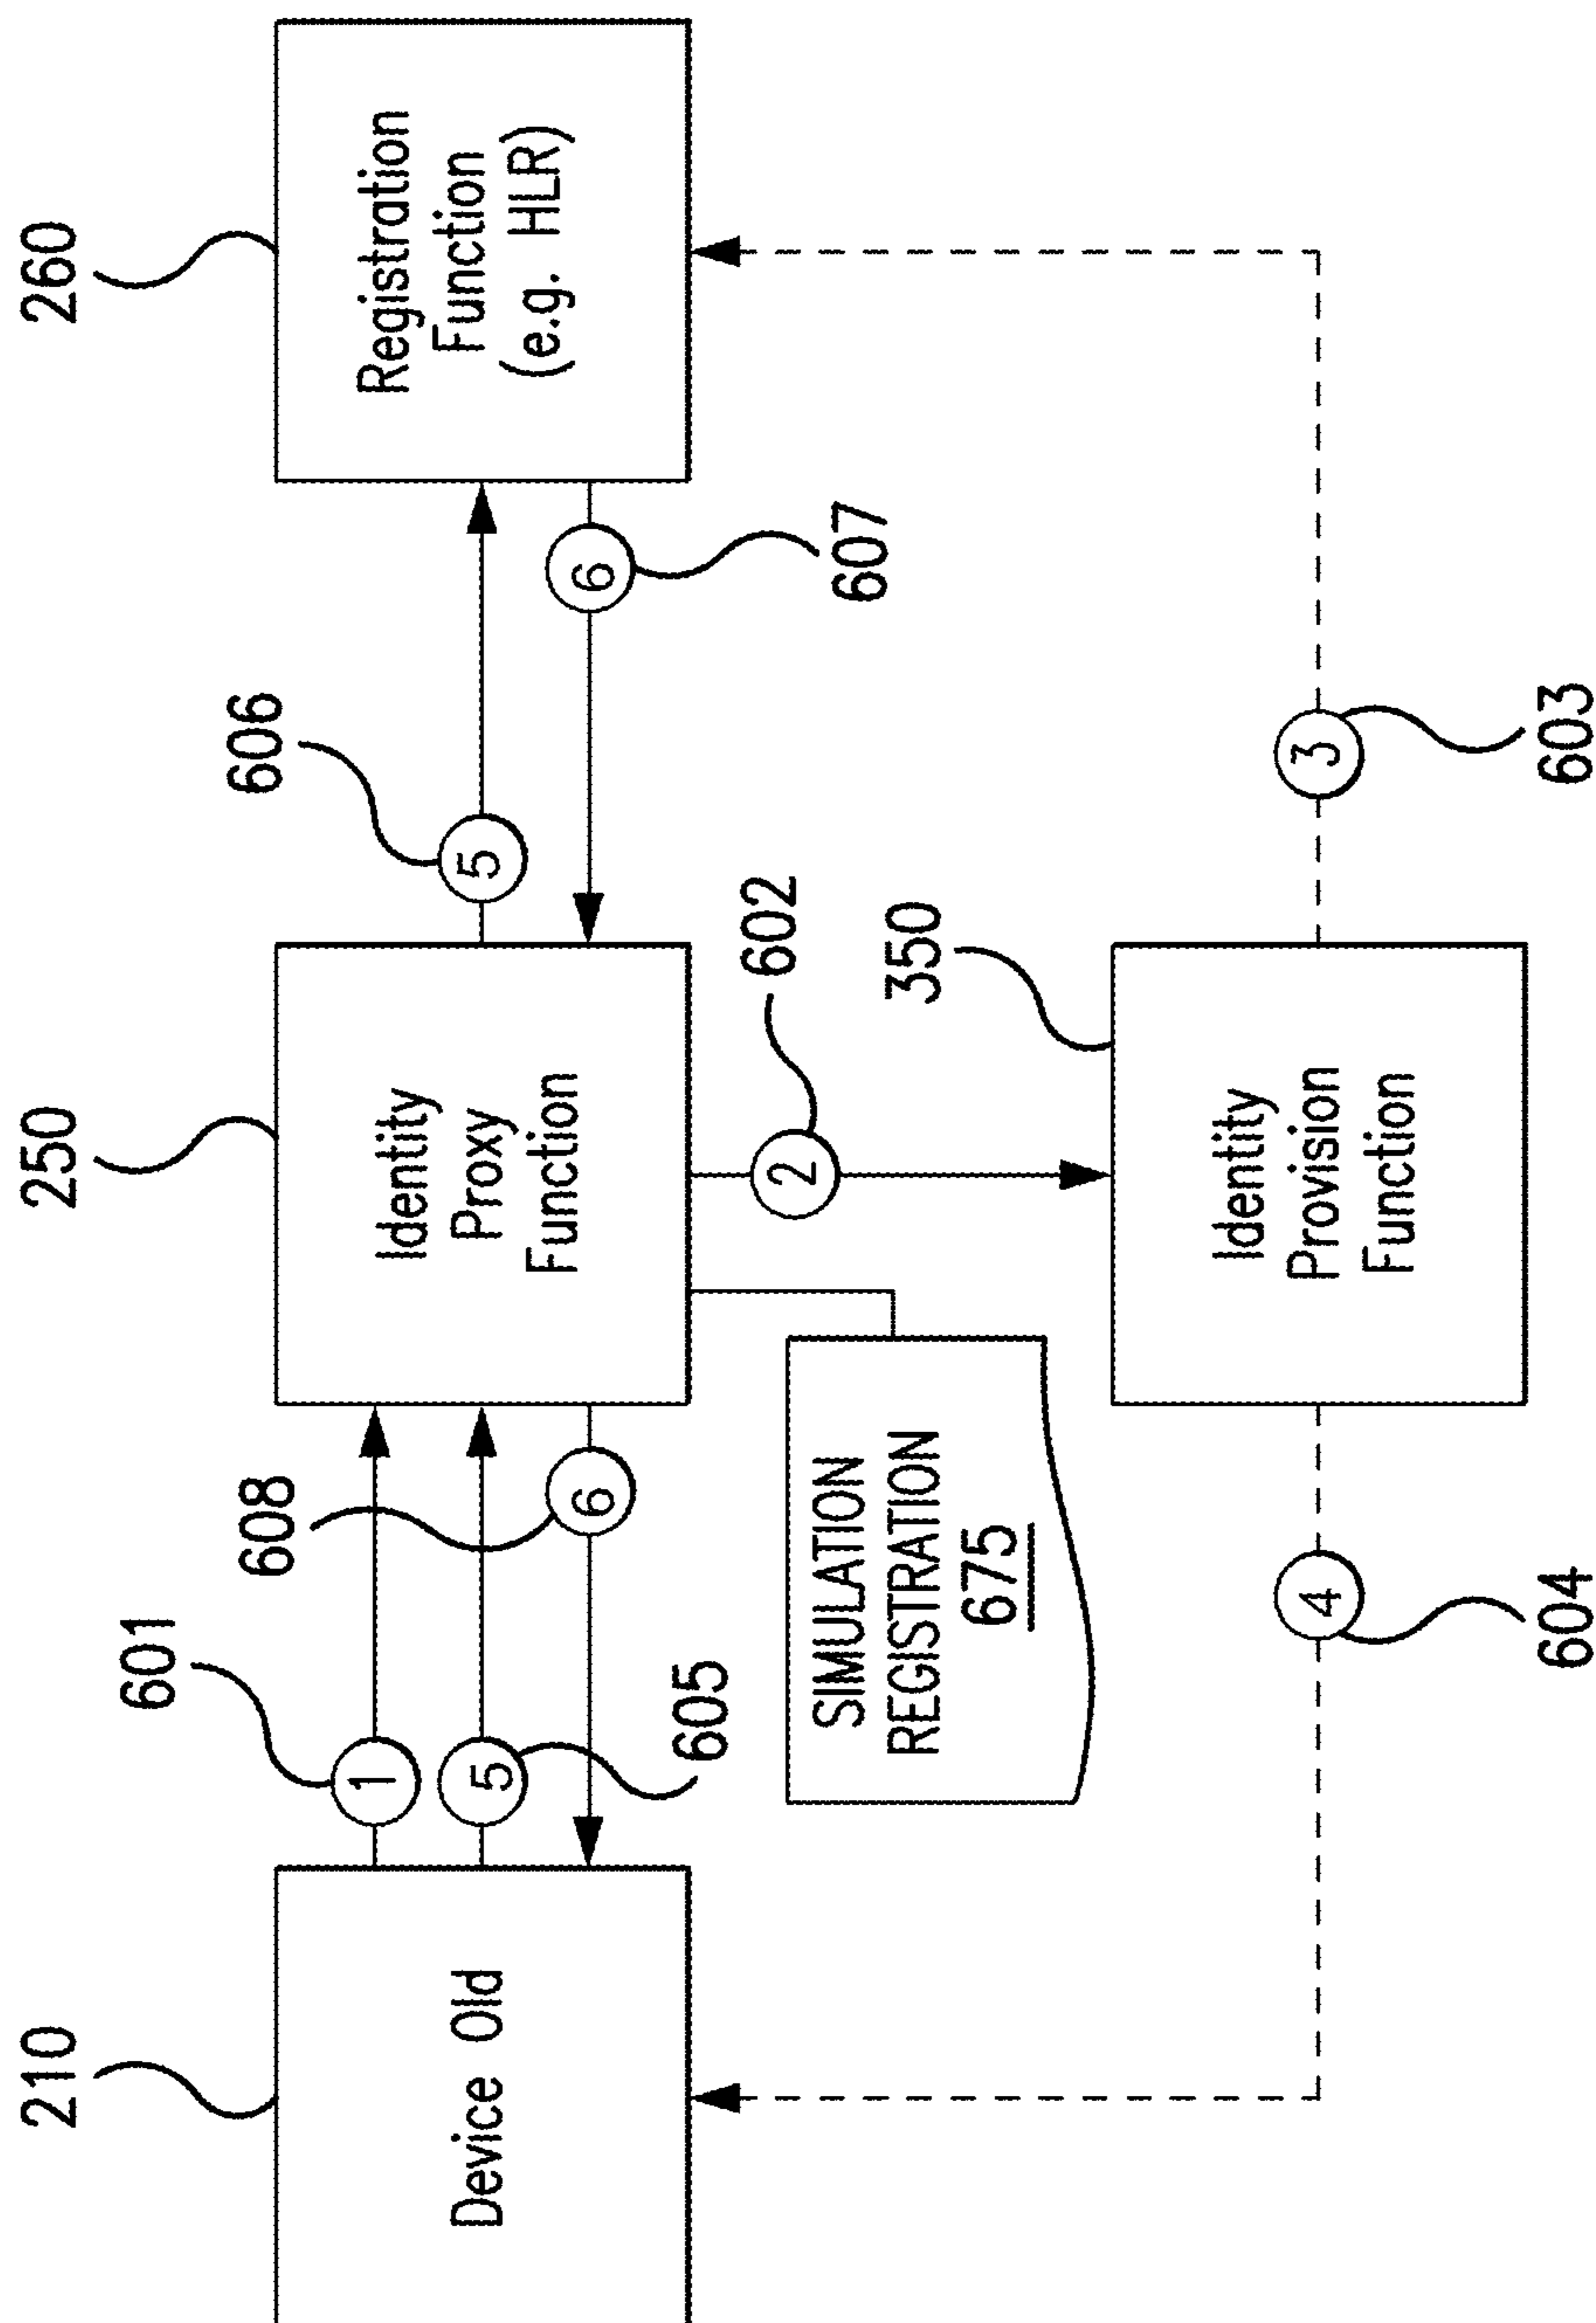 210
250
260
Device Old
Identity
Proxy
Function
Registration
Function
(e.g. HLR)
601
1
5
605
608
6
606
5
6
607
2
602
SIMULATION
REGISTRATION
675
350
Identity
Provision
Function
4
604
3
603